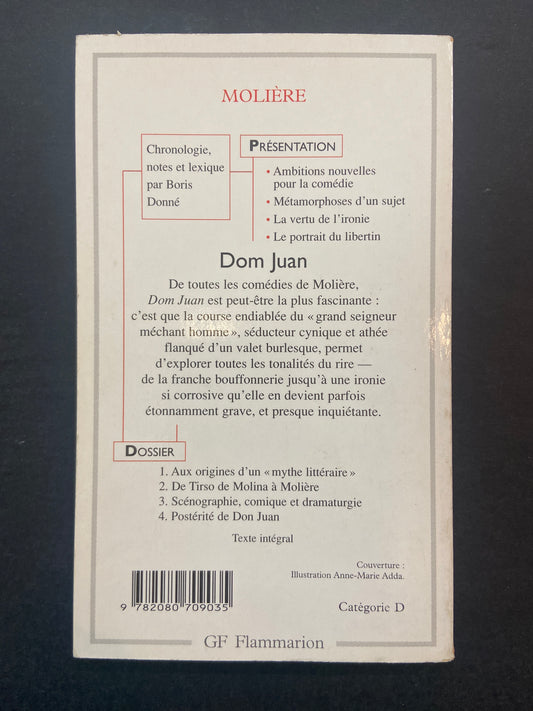 MOLIÈRE
Chronologie,
notes et lexique
par Boris
Donné
PRÉSENTATION
• Ambitions nouvelles
pour la comédie
• Métamorphoses d'un sujet
• La vertu de l'ironie
• Le portrait du libertin
Dom Juan
De toutes les comédies de Molière,
Dom Juan est peut-être la plus fascinante :
c'est que la course endiablée du « grand seigneur
méchant homme », séducteur cynique et athée
flanqué d'un valet burlesque, permet
d'explorer toutes les tonalités du rire —
de la franche bouffonnerie jusqu'à une ironie
si corrosive qu'elle en devient parfois
étonnamment grave, et presque inquiétante.
DOSSIER
1. Aux origines d'un « mythe littéraire »
2. De Tirso de Molina à Molière
3. Scénographie, comique et dramaturgie
4. Postérité de Don Juan
Texte intégral
Couverture :
Illustration Anne-Marie Adda.
9 782080 709035
Catégorie D
GF Flammarion